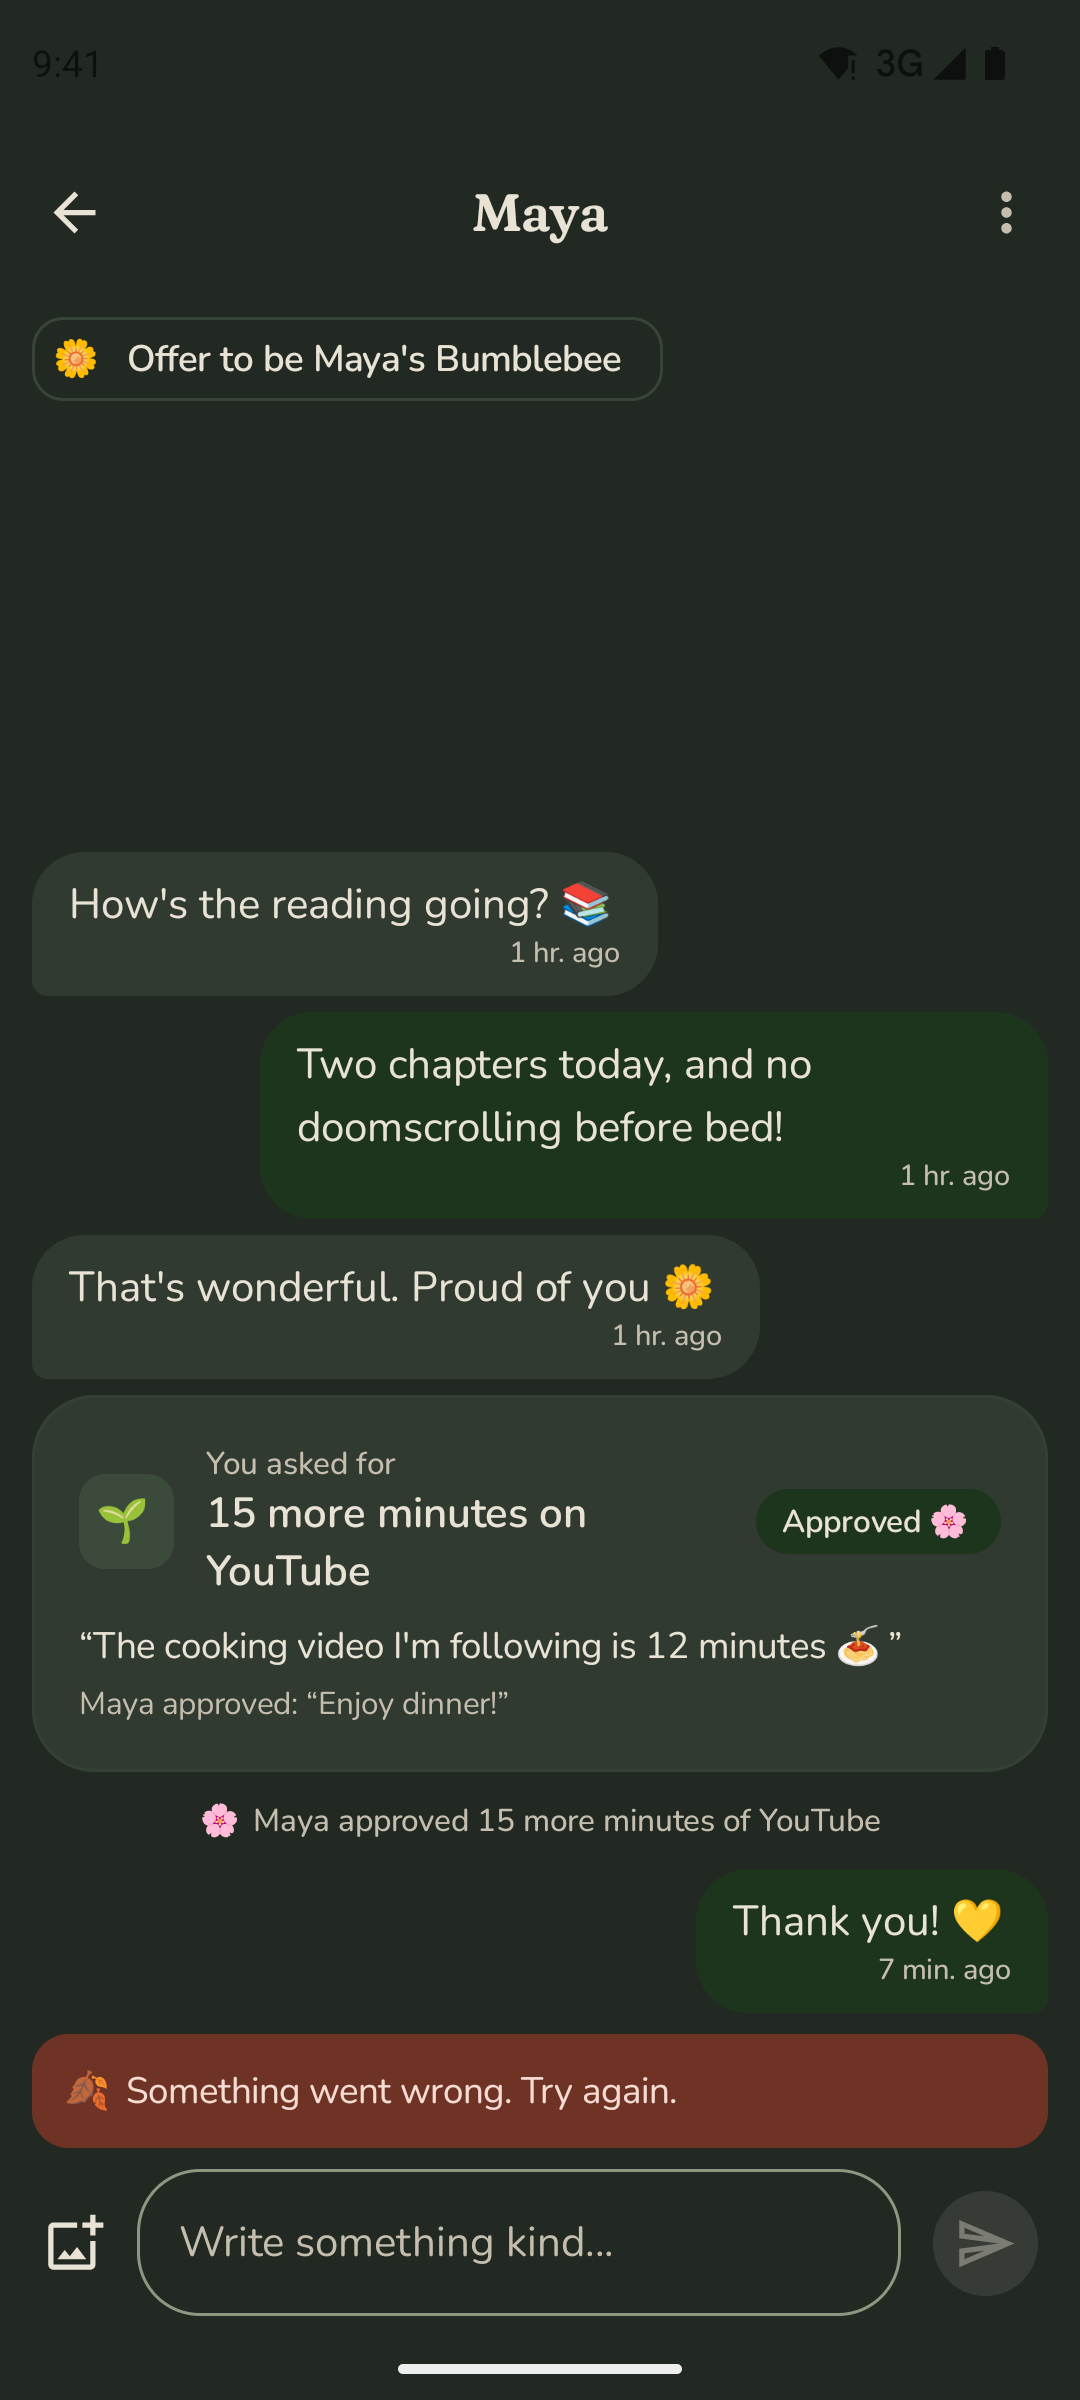 9:41
3G
Maya
🌼 Offer to be Maya's Bumblebee
How's the reading going? 📚
1 hr. ago
Two chapters today, and no
doomscrolling before bed!
1 hr. ago
That's wonderful. Proud of you 🌼
1 hr. ago
You asked for
15 more minutes on
YouTube
Approved 🌸
“The cooking video I'm following is 12 minutes 🍝 ”
Maya approved: “Enjoy dinner!”
🌸 Maya approved 15 more minutes of YouTube
Thank you! 💛
7 min. ago
🍂 Something went wrong. Try again.
Write something kind...